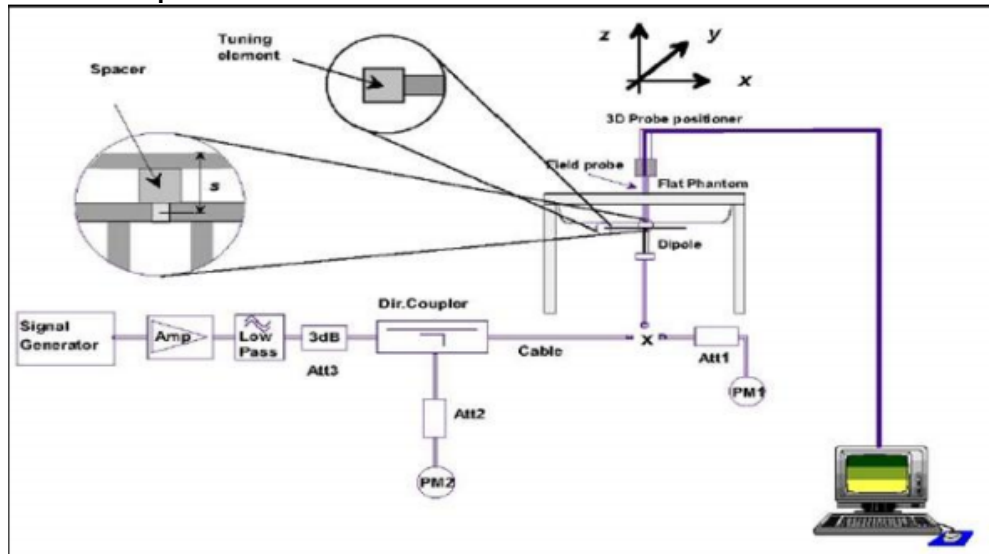 Tuning
element
Spacer
s
z
y
x
3D Probe positioner
Field probe
Flat Phantom
Dipole
Signal
Generator
Amp
Low
Pass
3dB
Att3
Dir.Coupler
Cable
x
Att1
PM1
Att2
PM2